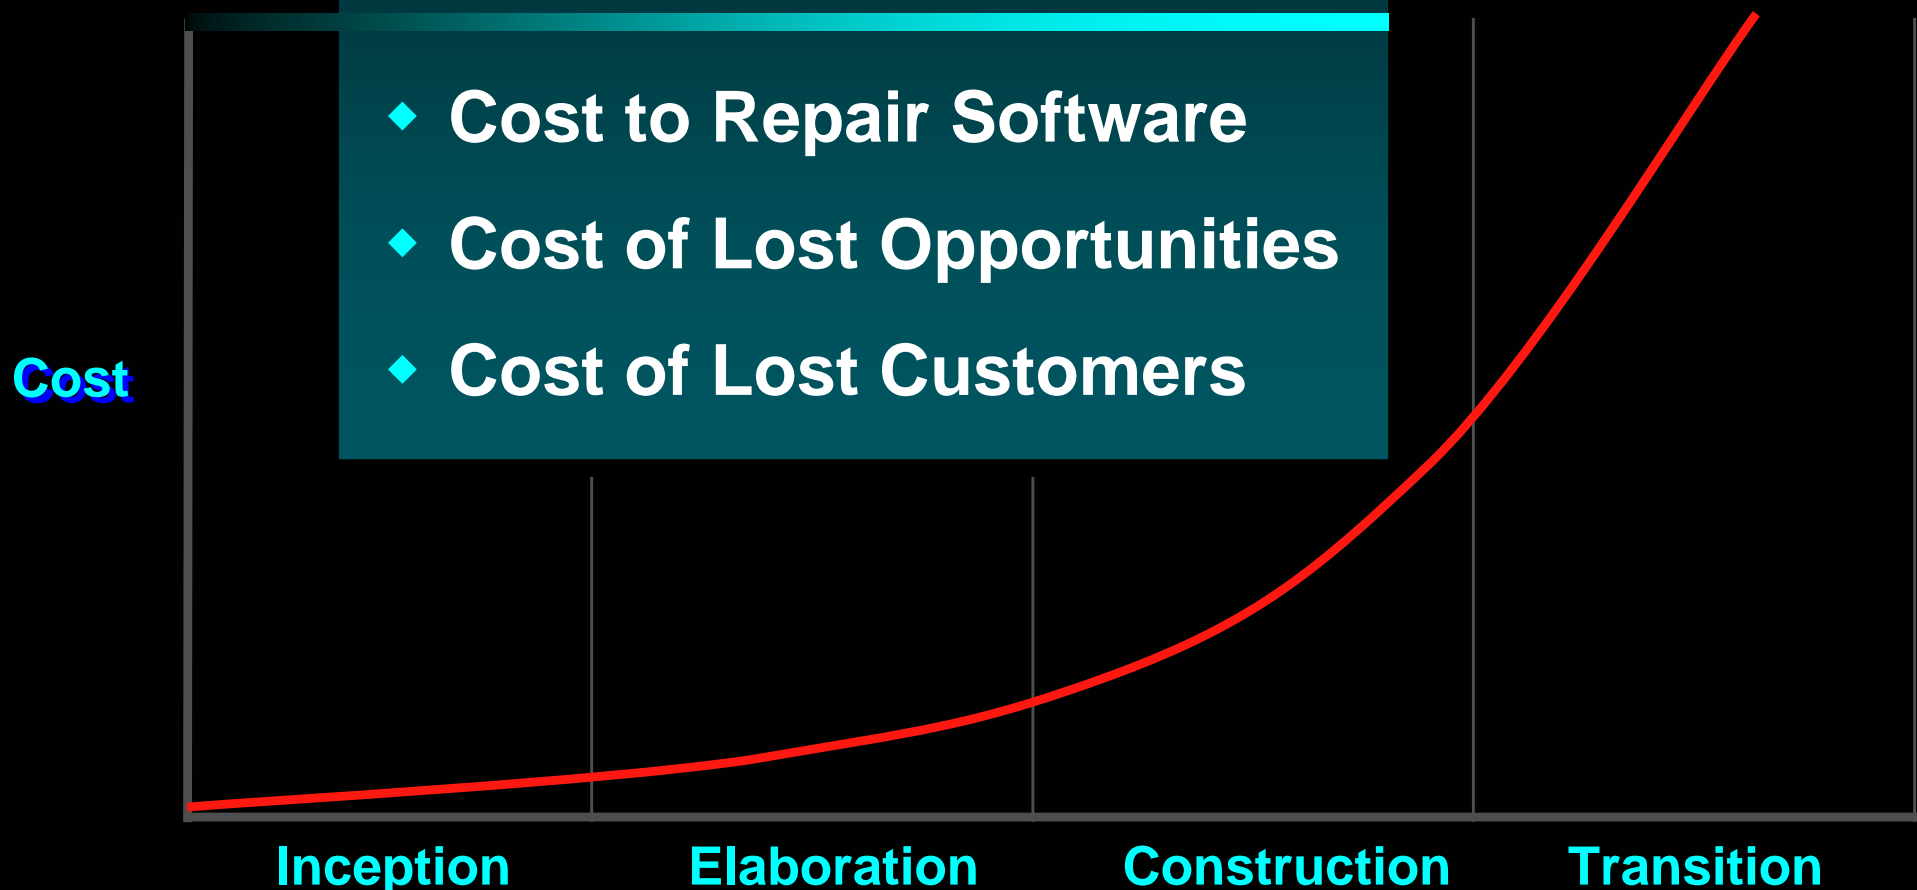 Cost to Repair Software
Cost of Lost Opportunities
Cost of Lost Customers
Cost
Inception Elaboration Construction Transition